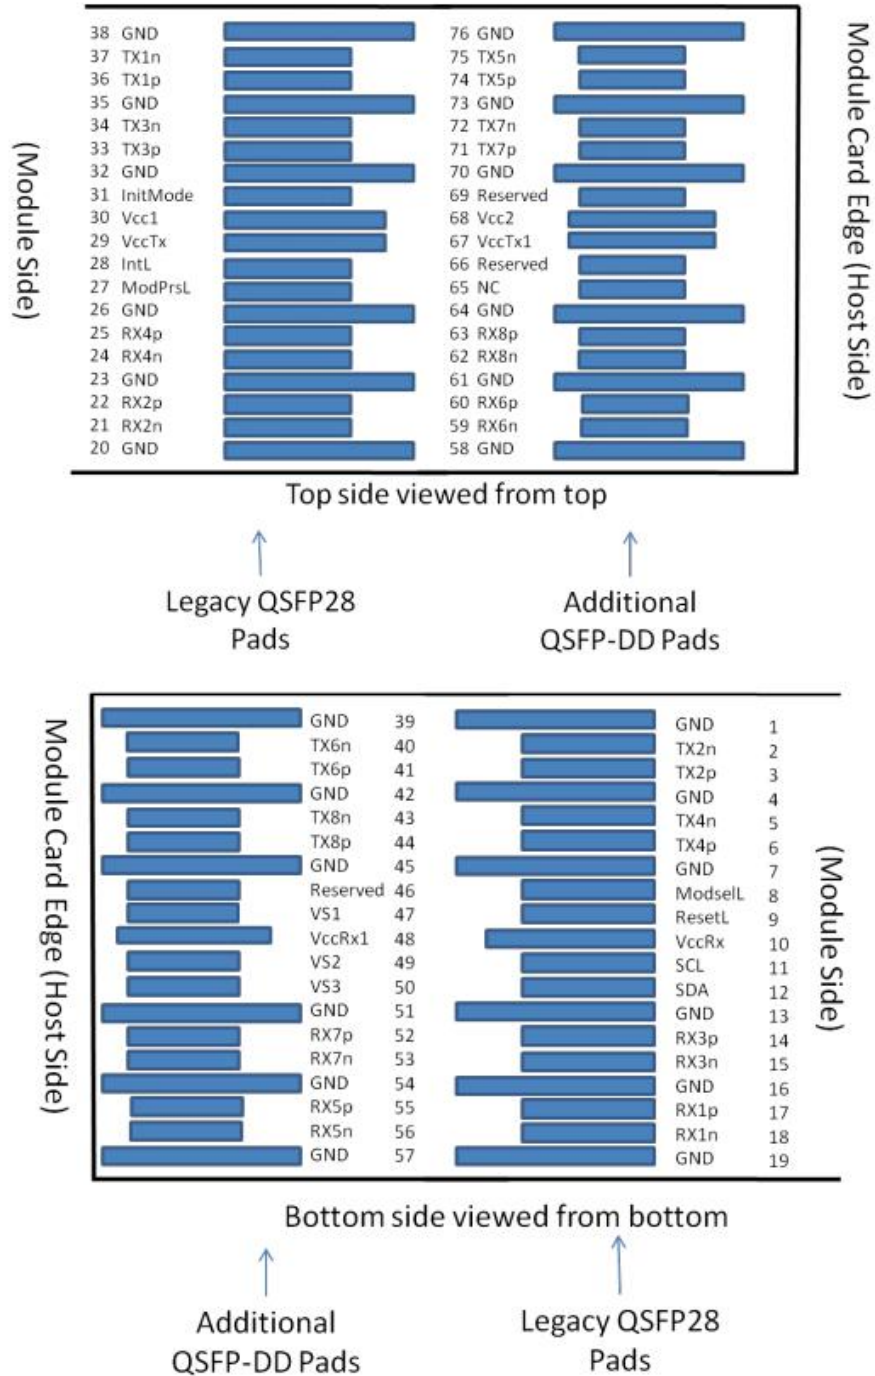 38 GND 76 GND
37 TX1n 75 TX5n
36 TX1p 74 TX5p
35 GND 73 GND
34 TX3n 72 TX7n
33 TX3p 71 TX7p
32 GND 70 GND
31 InitMode 69 Reserved
30 Vcc1 68 Vcc2
29 VccTx 67 VccTx1
28 IntL 66 Reserved
27 ModPrsL 65 NC
26 GND 64 GND
25 RX4p 63 RX8p
24 RX4n 62 RX8n
23 GND 61 GND
22 RX2p 60 RX6p
21 RX2n 59 RX6n
20 GND 58 GND
(Module Side)
Module Card Edge (Host Side)
Top side viewed from top
Legacy QSFP28
Pads
Additional
QSFP-DD Pads
Module Card Edge (Host Side)
GND 39 GND 1
TX6n 40 TX2n 2
TX6p 41 TX2p 3
GND 42 GND 4
TX8n 43 TX4n 5
TX8p 44 TX4p 6
GND 45 GND 7
Reserved 46 ModselL 8
VS1 47 ResetL 9
VccRx1 48 VccRx 10
VS2 49 SCL 11
VS3 50 SDA 12
GND 51 GND 13
RX7p 52 RX3p 14
RX7n 53 RX3n 15
GND 54 GND 16
RX5p 55 RX1p 17
RX5n 56 RX1n 18
GND 57 GND 19
(Module Side)
Bottom side viewed from bottom
Additional
QSFP-DD Pads
Legacy QSFP28
Pads